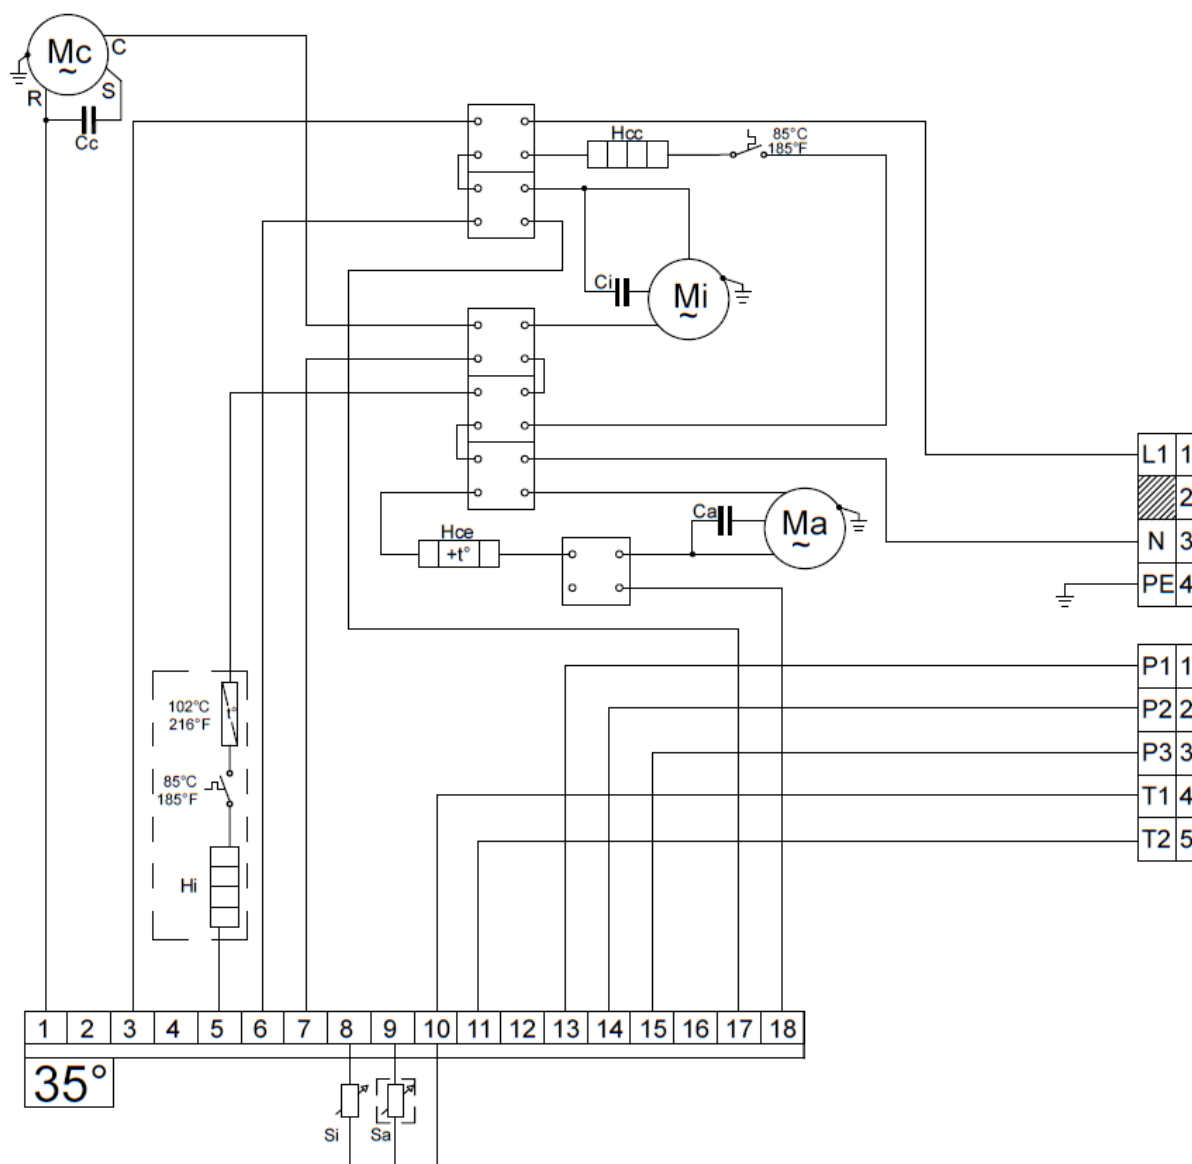 Mc
~
C
R
S
Cc
Hcc
85°C
185°F
Ci
Mi
~
L1 1
2
N 3
PE 4
Ca
Ma
~
Hce
+t°
P1 1
P2 2
P3 3
T1 4
T2 5
102°C
216°F
t°
85°C
185°F
Hi
1 2 3 4 5 6 7 8 9 10 11 12 13 14 15 16 17 18
35°
Si
Sa